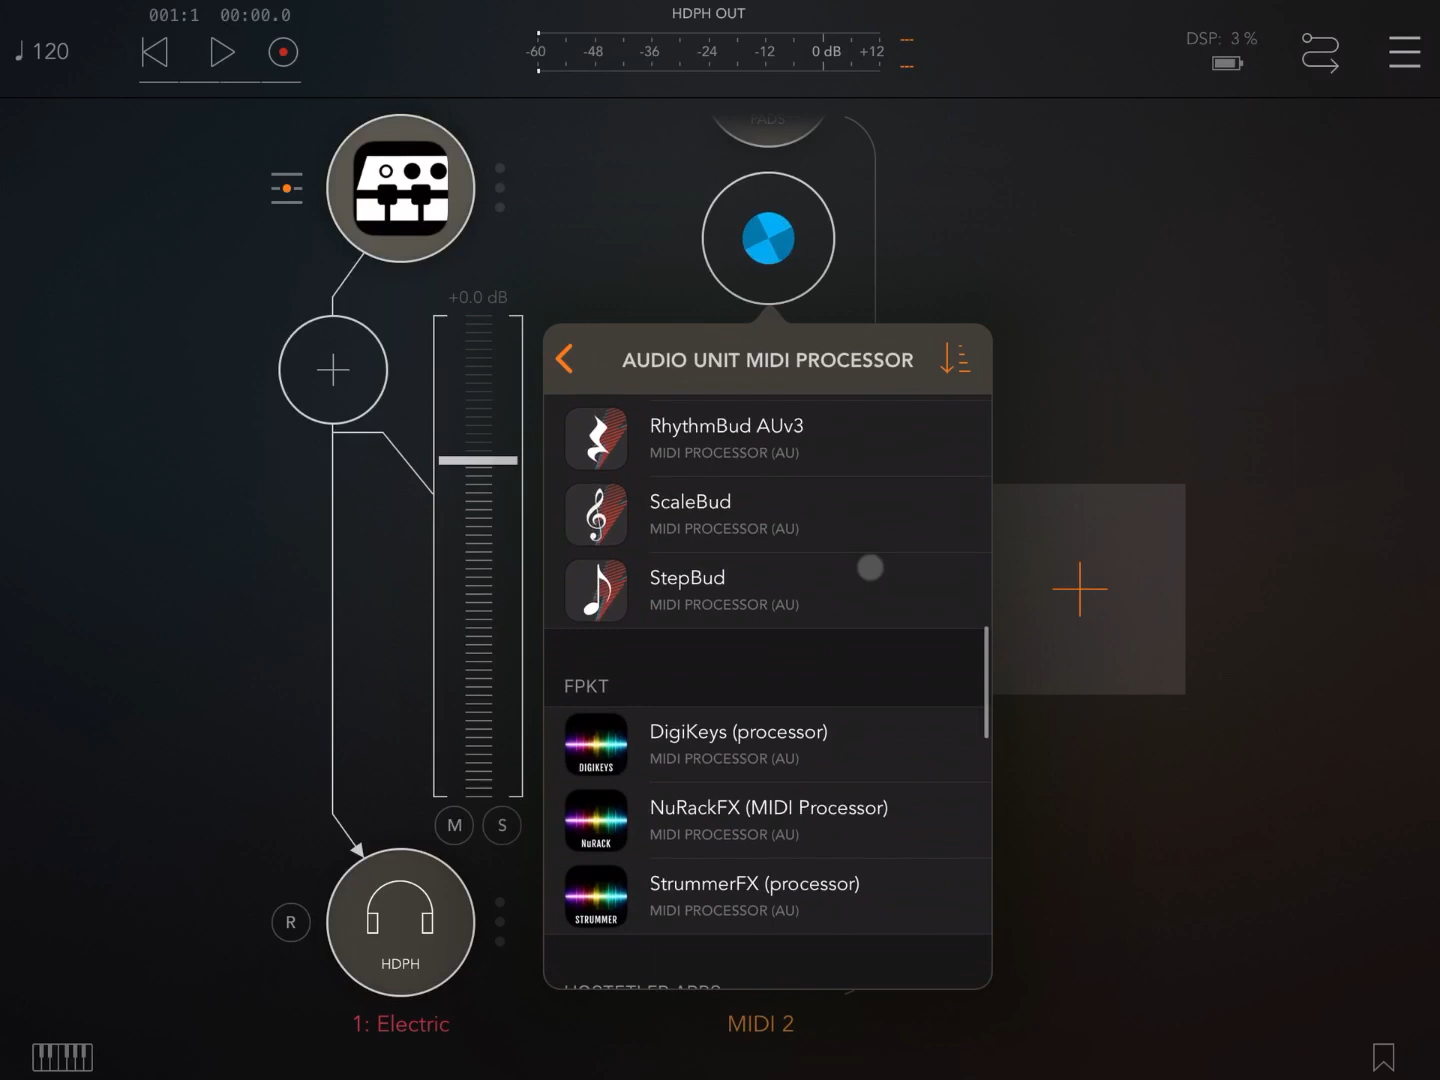 001:1 00:00.0
HDPH OUT
120
-60 -48 -36 -24 -12 0 dB +12
DSP: 3 %
PADS
+0.0 dB
AUDIO UNIT MIDI PROCESSOR
RhythmBud AUv3
MIDI PROCESSOR (AU)
ScaleBud
MIDI PROCESSOR (AU)
StepBud
MIDI PROCESSOR (AU)
FPKT
DIGIKEYS
DigiKeys (processor)
MIDI PROCESSOR (AU)
NuRACK
NuRackFX (MIDI Processor)
MIDI PROCESSOR (AU)
STRUMMER
StrummerFX (processor)
MIDI PROCESSOR (AU)
HOSTETLER APPS
M S
R
HDPH
1: Electric
MIDI 2